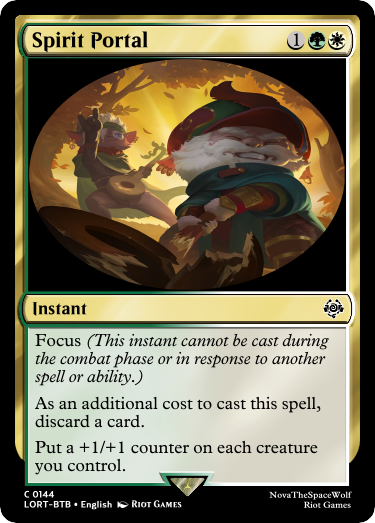 Spirit Portal 1
Instant
Focus (This instant cannot be cast during
the combat phase or in response to another
spell or ability.)
As an additional cost to cast this spell,
discard a card.
Put a +1/+1 counter on each creature
you control.
C 0144
LORT-BTB • English RIOT GAMES
NovaTheSpaceWolf
Riot Games